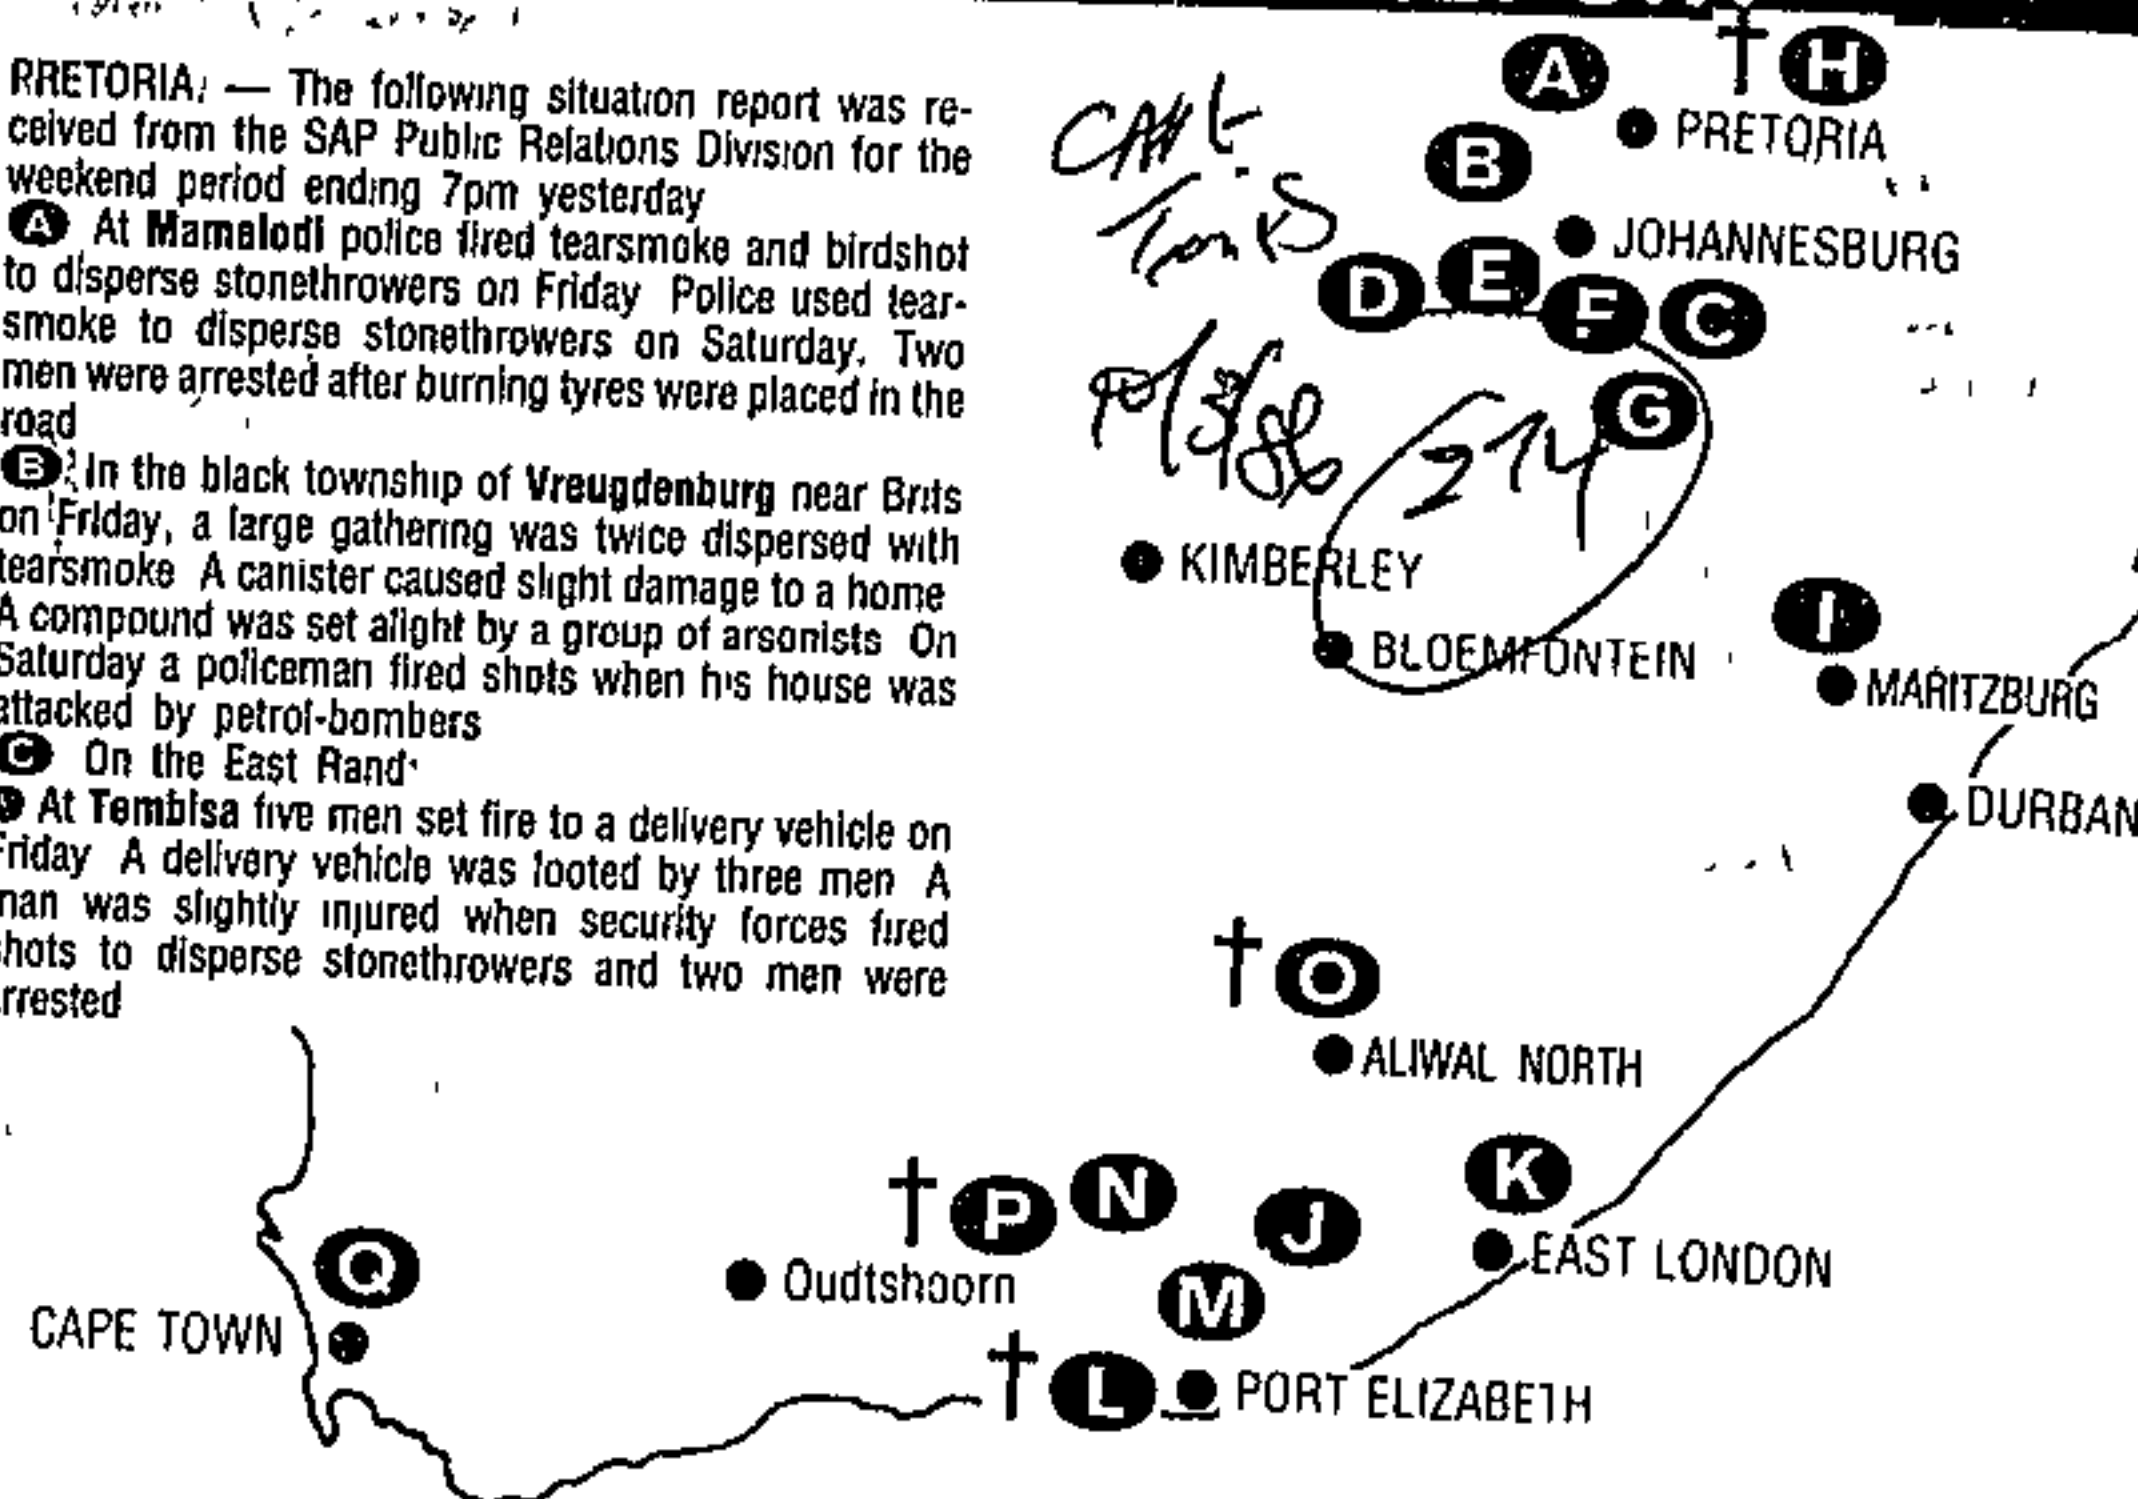 RRETORIA, — The following situation report was re-
ceived from the SAP Public Relations Division for the
weekend period ending 7pm yesterday
A At Mamelodi police fired tearsmoke and birdshot
to disperse stonethrowers on Friday Police used tear-
smoke to disperse stonethrowers on Saturday. Two
men were arrested after burning tyres were placed in the
road
B In the black township of Vreugdenburg near Brits
on Friday, a large gathering was twice dispersed with
tearsmoke A canister caused slight damage to a home
A compound was set alight by a group of arsonists On
Saturday a policeman fired shots when his house was
attacked by petrol-bombers
C On the East Rand
At Tembisa five men set fire to a delivery vehicle on
Friday A delivery vehicle was looted by three men A
man was slightly injured when security forces fired
shots to disperse stonethrowers and two men were
rrested
A † H
PRETORIA
B
JOHANNESBURG
D E F C
G
274
KIMBERLEY
BLOEMFONTEIN
I
MARITZBURG
DURBAN
† O
ALIWAL NORTH
K
† P N J
EAST LONDON
Q
Oudtshoorn
M
CAPE TOWN
† L PORT ELIZABETH